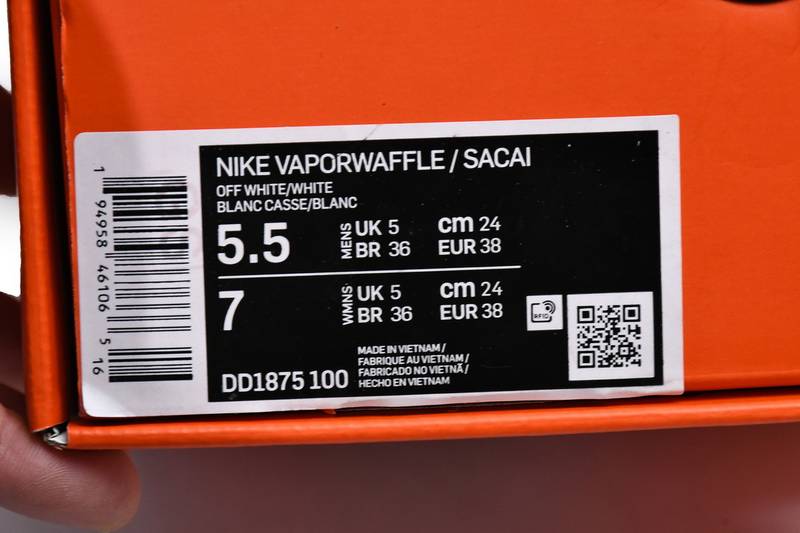 NIKE VAPORWAFFLE / SACAI
OFF WHITE/WHITE
BLANC CASSE/BLANC
5.5 MENS UK 5 cm 24
BR 36 EUR 38
7 WMNS UK 5 cm 24
BR 36 EUR 38
RFID
DD1875 100
MADE IN VIETNAM /
FABRIQUE AU VIETNAM /
FABRICADO NO VIETNÃ /
HECHO EN VIETNAM
1 94958 46106 5 16